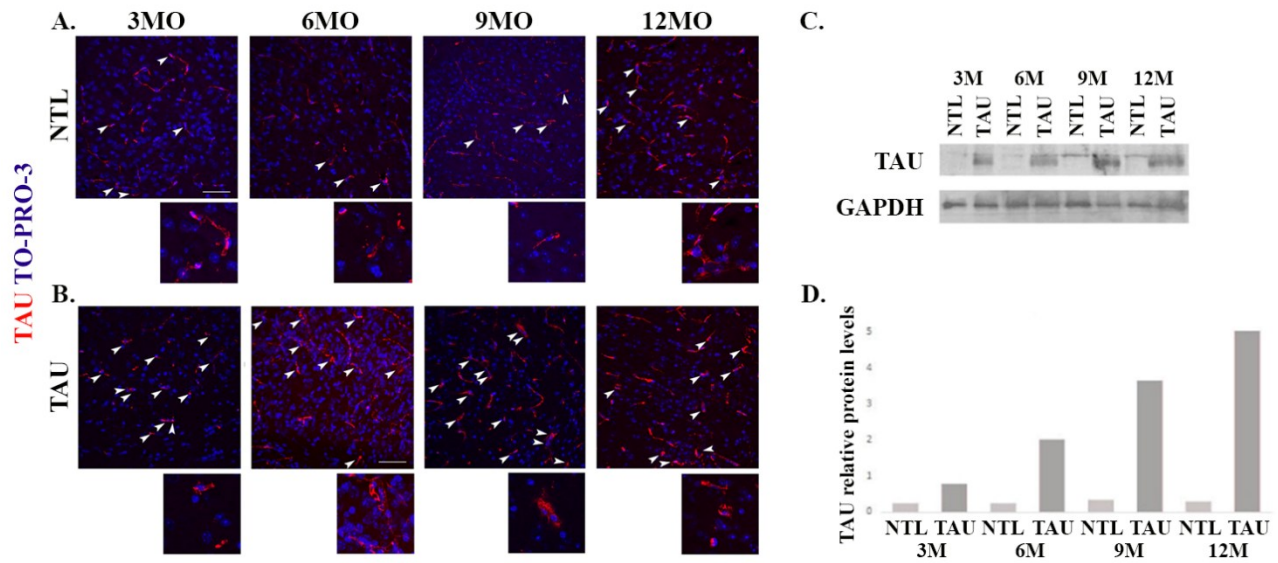 A.
3MO 6MO 9MO 12MO
NTL
B.
TAU
TAU TO-PRO-3
C.
3M 6M 9M 12M
NTL TAU NTL TAU NTL TAU NTL TAU
TAU
GAPDH
D.
TAU relative protein levels
5
4
3
2
1
0
NTL TAU NTL TAU NTL TAU NTL TAU
3M 6M 9M 12M